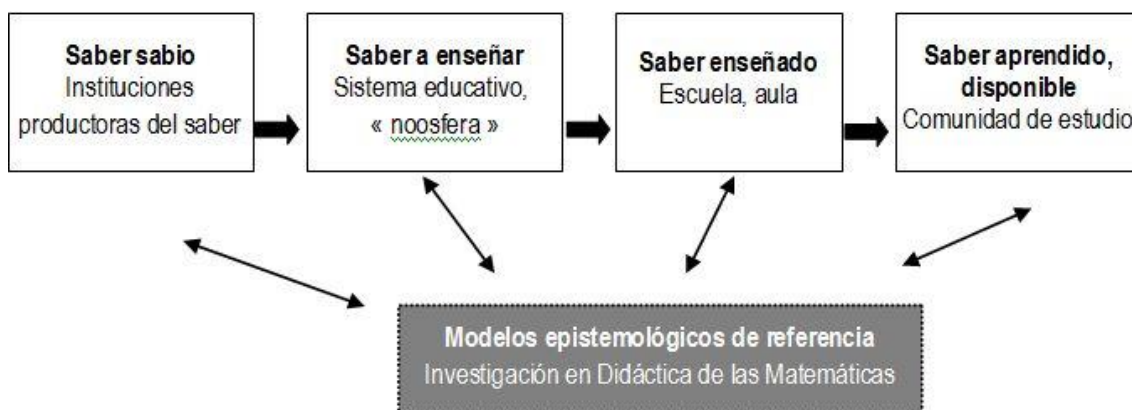 Saber sabio
Instituciones
productoras del saber
Saber a enseñar
Sistema educativo,
« noosfera »
Saber enseñado
Escuela, aula
Saber aprendido,
disponible
Comunidad de estudio
Modelos epistemológicos de referencia
Investigación en Didáctica de las Matemáticas